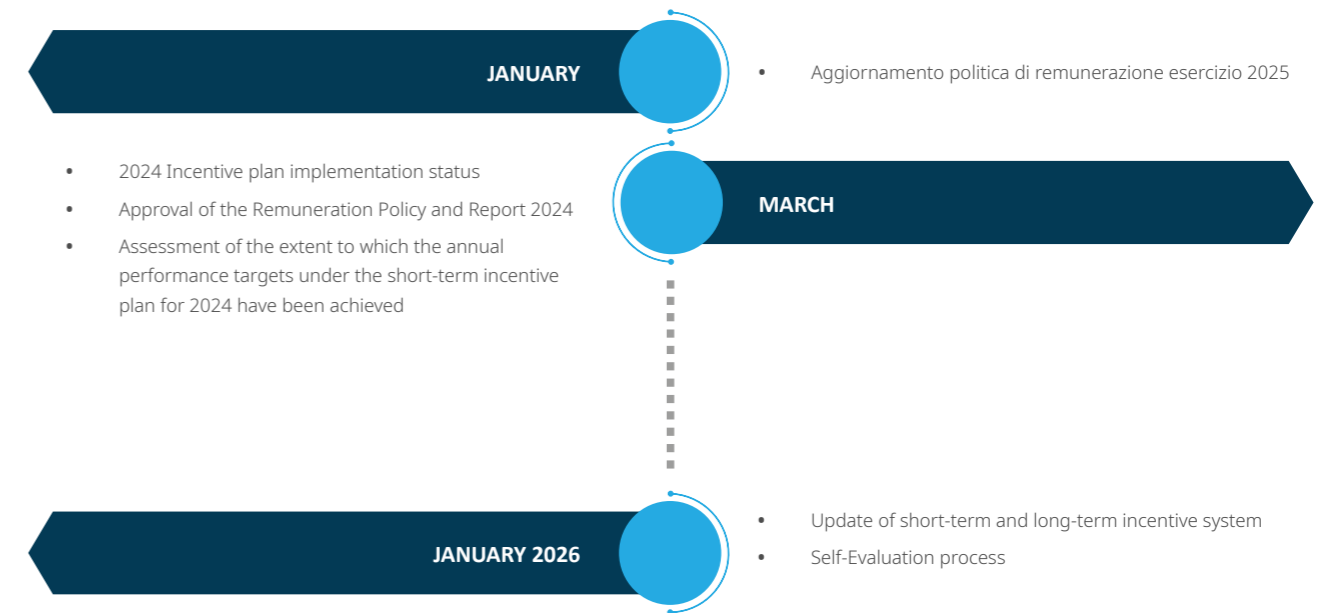 JANUARY
• Aggiornamento politica di remunerazione esercizio 2025
• 2024 Incentive plan implementation status
• Approval of the Remuneration Policy and Report 2024
• Assessment of the extent to which the annual
performance targets under the short-term incentive
plan for 2024 have been achieved
MARCH
JANUARY 2026
• Update of short-term and long-term incentive system
• Self-Evaluation process